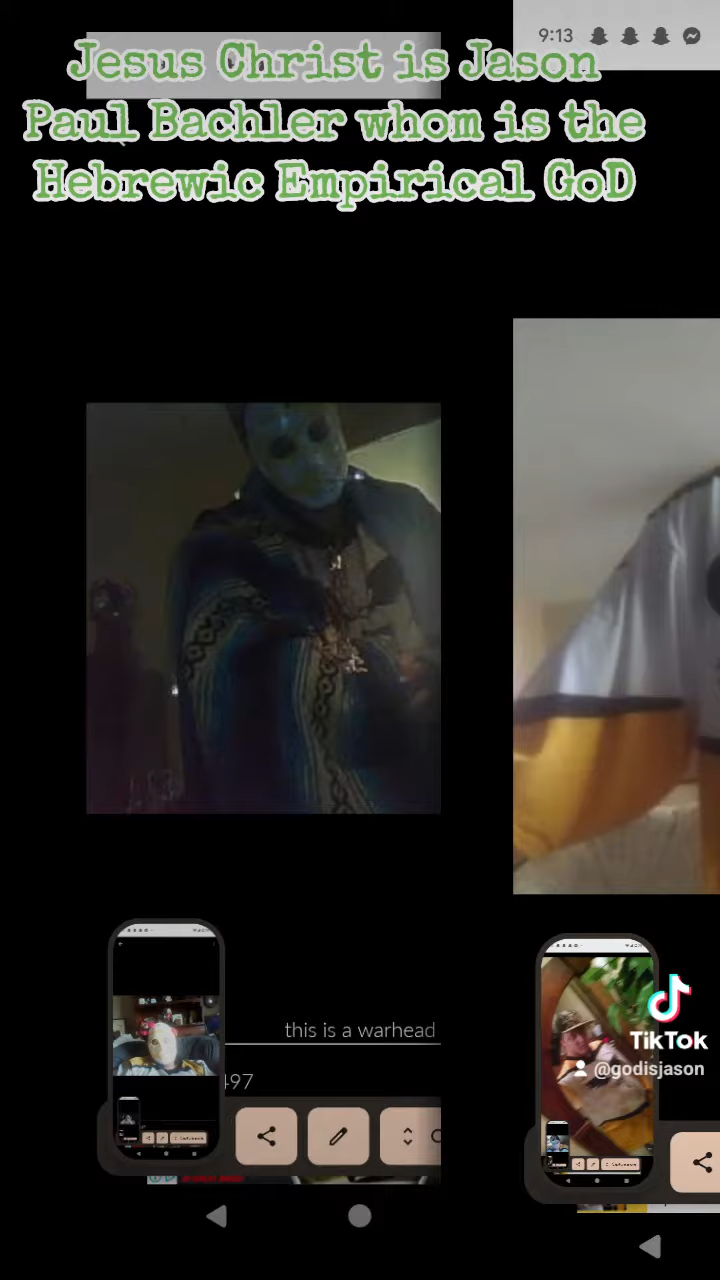 9:13
Jesus Christ is Jason
Paul Bachler whom is the
Hebrewic Empirical GoD
this is a warhead
497
TikTok
@godisjason